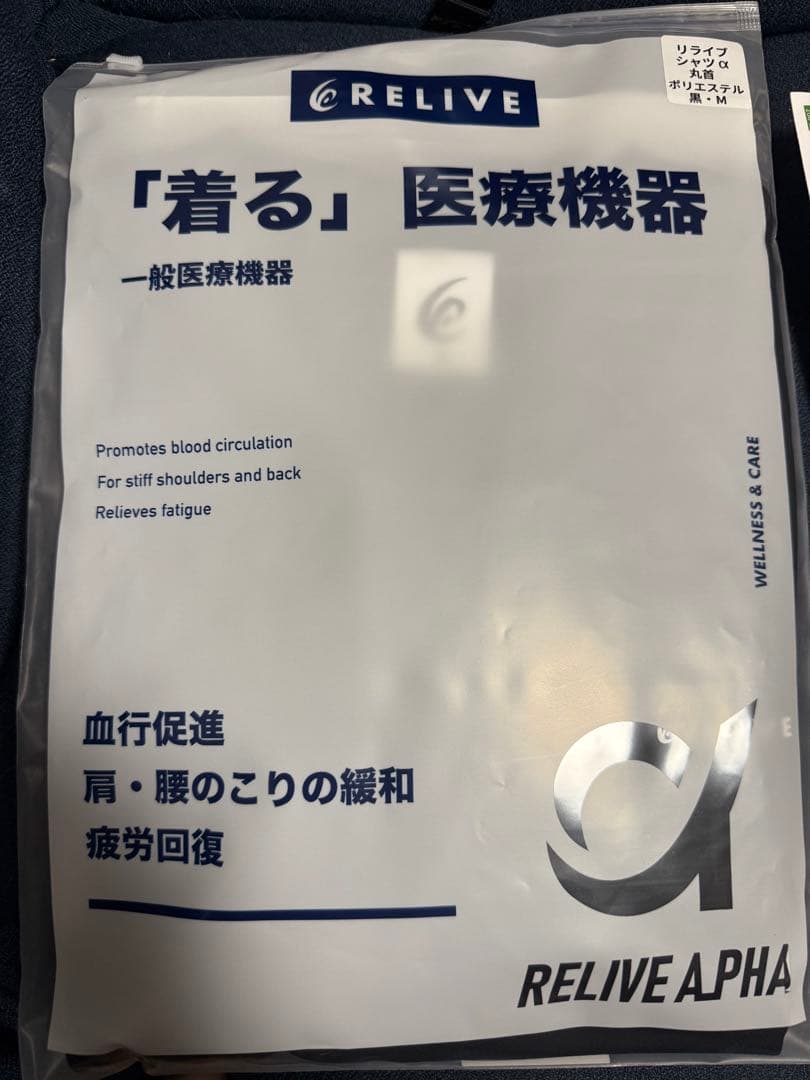 リライブ
シャツα
丸首
ポリエステル
黒・M
RELIVE
「着る」医療機器
一般医療機器
Promotes blood circulation
For stiff shoulders and back
Relieves fatigue
WELLNESS & CARE
血行促進
肩・腰のこりの緩和
疲労回復
α
RELIVE ALPHA